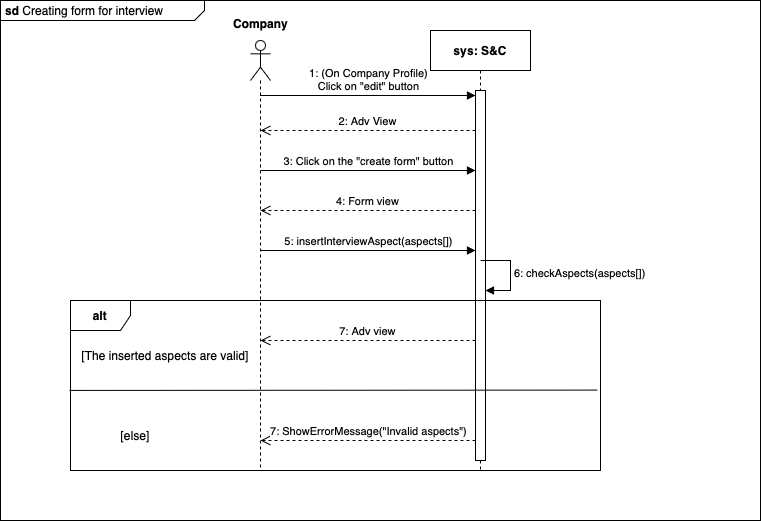 sd Creating form for interview
Company
sys: S&C
1: (On Company Profile)
Click on "edit" button
2: Adv View
3: Click on the "create form" button
4: Form view
5: insertInterviewAspect(aspects[])
6: checkAspects(aspects[])
alt
7: Adv view
[The inserted aspects are valid]
7: ShowErrorMessage("Invalid aspects")
[else]